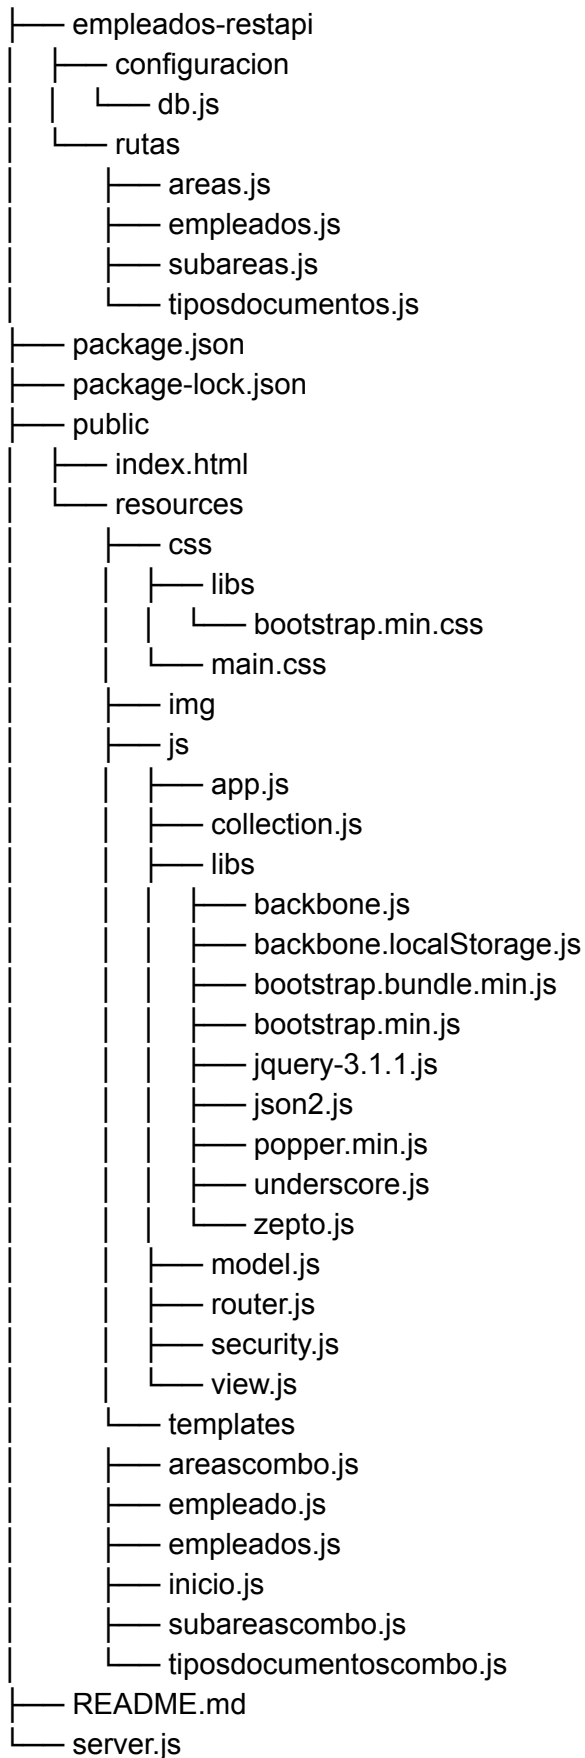 ├── empleados-restapi
│   ├── configuracion
│   │   └── db.js
│   └── rutas
│       ├── areas.js
│       ├── empleados.js
│       ├── subareas.js
│       └── tiposdocumentos.js
├── package.json
├── package-lock.json
├── public
│   ├── index.html
│   └── resources
│       ├── css
│       │   ├── libs
│       │   │   └── bootstrap.min.css
│       │   └── main.css
│       ├── img
│       ├── js
│       │   ├── app.js
│       │   ├── collection.js
│       │   ├── libs
│       │   │   ├── backbone.js
│       │   │   ├── backbone.localStorage.js
│       │   │   ├── bootstrap.bundle.min.js
│       │   │   ├── bootstrap.min.js
│       │   │   ├── jquery-3.1.1.js
│       │   │   ├── json2.js
│       │   │   ├── popper.min.js
│       │   │   ├── underscore.js
│       │   │   └── zepto.js
│       │   ├── model.js
│       │   ├── router.js
│       │   ├── security.js
│       │   └── view.js
│       └── templates
│       ├── areascombo.js
│       ├── empleado.js
│       ├── empleados.js
│       ├── inicio.js
│       ├── subareascombo.js
│       └── tiposdocumentoscombo.js
├── README.md
└── server.js